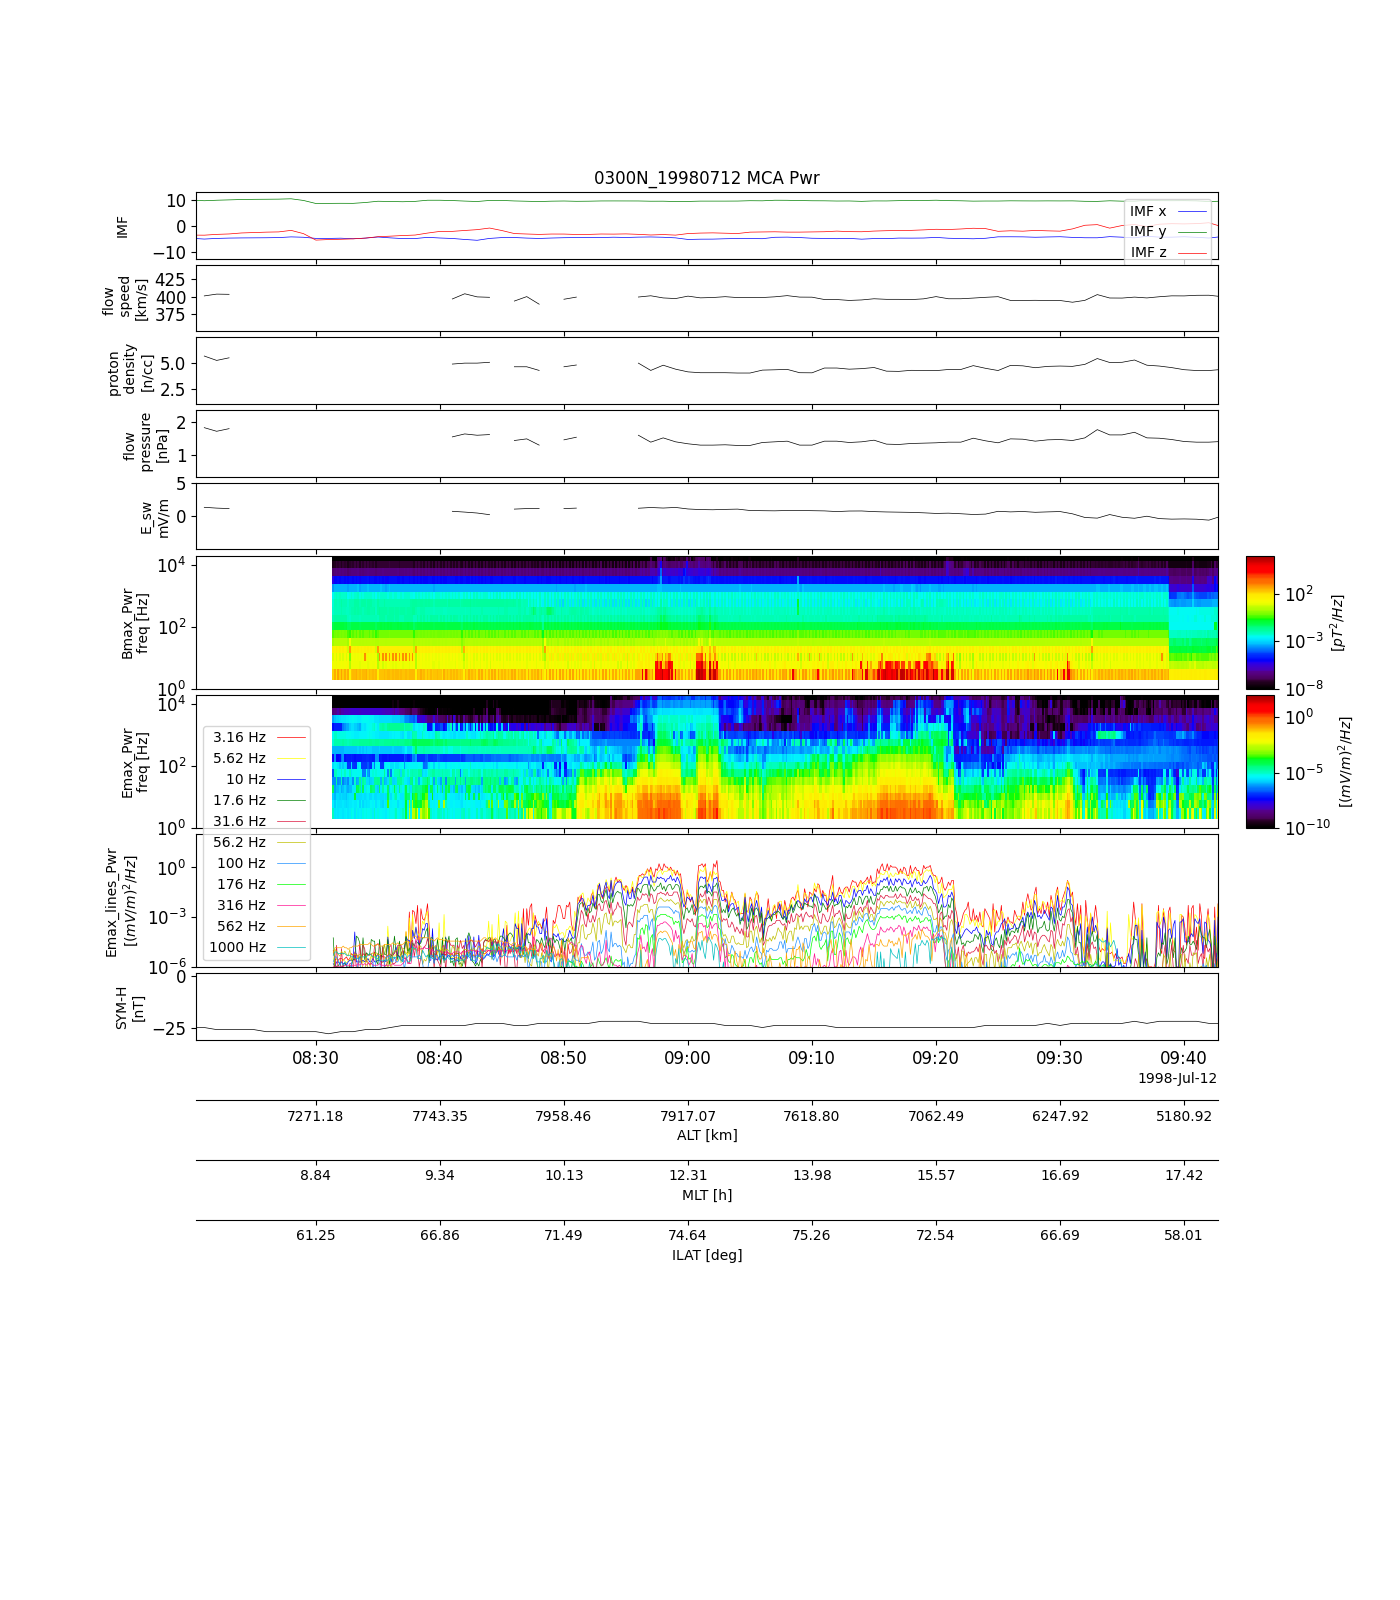 0300N_19980712 MCA Pwr
IMF
10
0
−10
IMF x
IMF y
IMF z
flow
speed
[km/s]
425
400
375
proton
density
[n/cc]
5.0
2.5
flow
pressure
[nPa]
2
1
E_sw
mV/m
5
0
Bmax_Pwr
freq [Hz]
10^4
10^2
10^0
10^2
10^−3
10^−8
[pT^2/Hz]
Emax_Pwr
freq [Hz]
10^4
10^2
10^0
10^0
10^−5
10^−10
[(mV/m)^2/Hz]
3.16 Hz
5.62 Hz
10 Hz
17.6 Hz
31.6 Hz
56.2 Hz
100 Hz
176 Hz
316 Hz
562 Hz
1000 Hz
Emax_lines_Pwr
[(mV/m)^2/Hz]
10^0
10^−3
10^−6
SYM-H
[nT]
0
−25
08:30 08:40 08:50 09:00 09:10 09:20 09:30 09:40
1998-Jul-12
7271.18 7743.35 7958.46 7917.07 7618.80 7062.49 6247.92 5180.92
ALT [km]
8.84 9.34 10.13 12.31 13.98 15.57 16.69 17.42
MLT [h]
61.25 66.86 71.49 74.64 75.26 72.54 66.69 58.01
ILAT [deg]